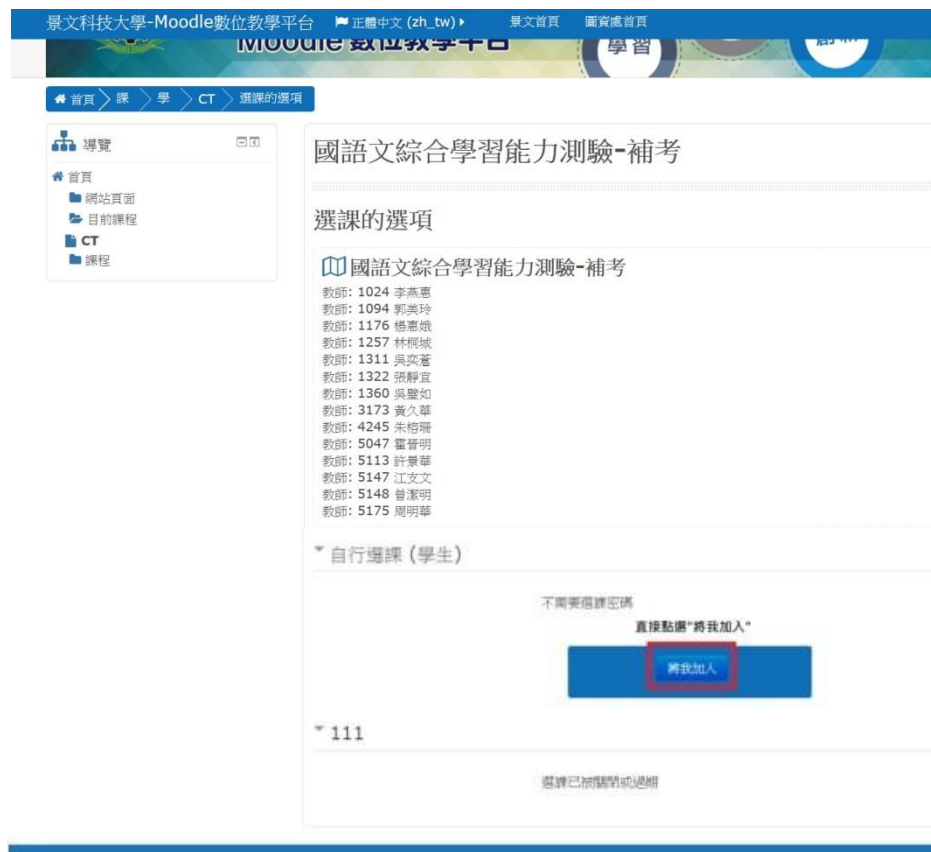 景文科技大學-Moodle數位教學平台 正體中文 (zh_tw) 景文首頁 圖資處首頁
Moodle 數位教學平台 學習 創新
首頁 課 學 CT 選課的選項
導覽
首頁
網站頁面
目前課程
CT
課程
國語文綜合學習能力測驗-補考
選課的選項
國語文綜合學習能力測驗-補考
教師: 1024 李燕惠
教師: 1094 郭美玲
教師: 1176 楊惠娥
教師: 1257 林桐城
教師: 1311 吳奕蒼
教師: 1322 張靜宜
教師: 1360 吳璧如
教師: 3173 黃久華
教師: 4245 朱榕珊
教師: 5047 霍晉明
教師: 5113 許景華
教師: 5147 江支文
教師: 5148 曾潔明
教師: 5175 周明華
自行選課 (學生)
不需要選課密碼
直接點選"將我加入"
將我加入
111
選課已被關閉或過期